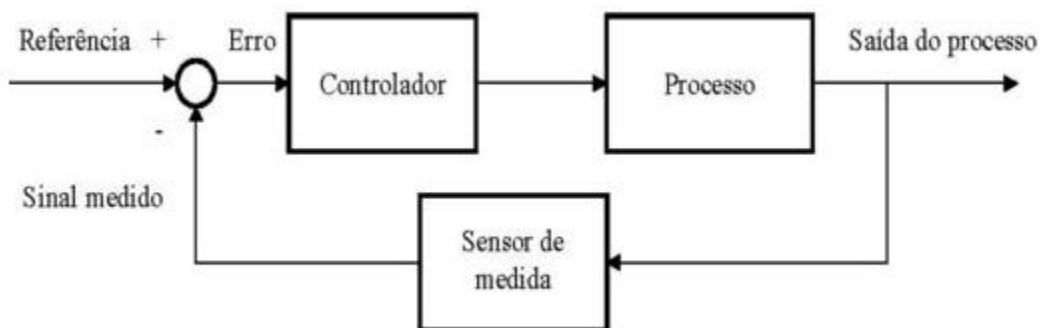 Referência +
Erro
Controlador
Processo
Saída do processo
-
Sinal medido
Sensor de
medida